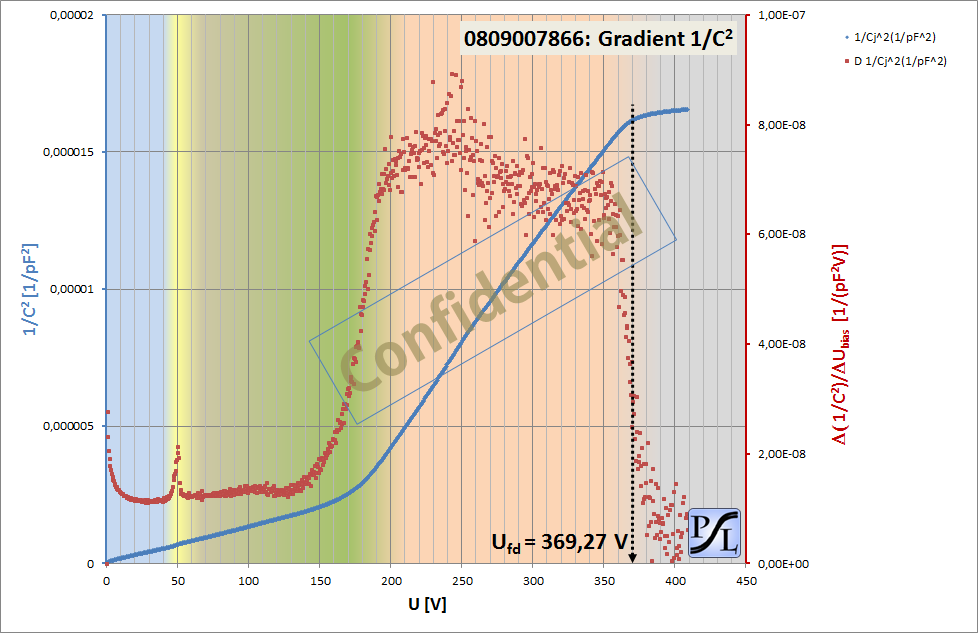 0809007866: Gradient 1/C²
1/Cj^2(1/pF^2)
D 1/Cj^2(1/pF^2)
0,00002
0,000015
0,00001
0,000005
0
1/C² [1/pF²]
1,00E-07
8,00E-08
6,00E-08
4,00E-08
2,00E-08
0,00E+00
Δ(1/C²)/ΔUbias [1/(pF²V)]
Confidential
Ufd = 369,27 V
PSL
0 50 100 150 200 250 300 350 400 450
U [V]